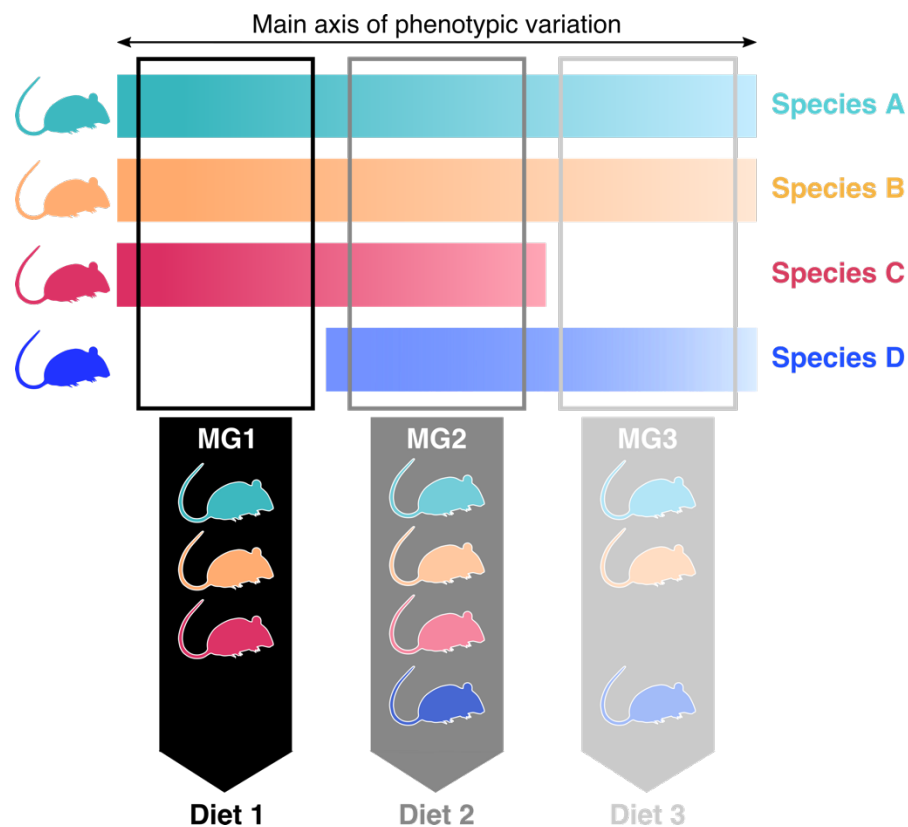 Main axis of phenotypic variation
Species A
Species B
Species C
Species D
MG1 MG2 MG3
Diet 1 Diet 2 Diet 3